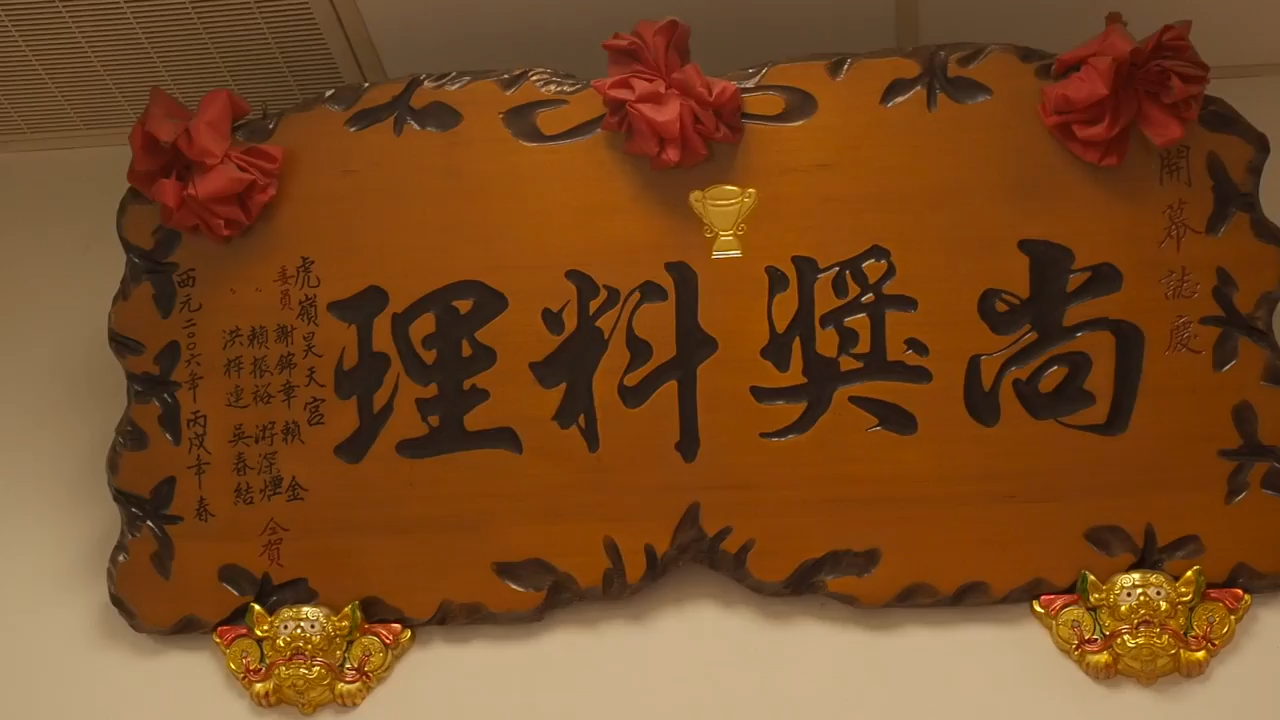 開幕誌慶
尚獎料理
虎嶺昊天宮
委員
謝錦章 賴金
賴振裕 游深煙
洪梓連 吳春結
仝賀
西元二〇〇六年丙戌年春